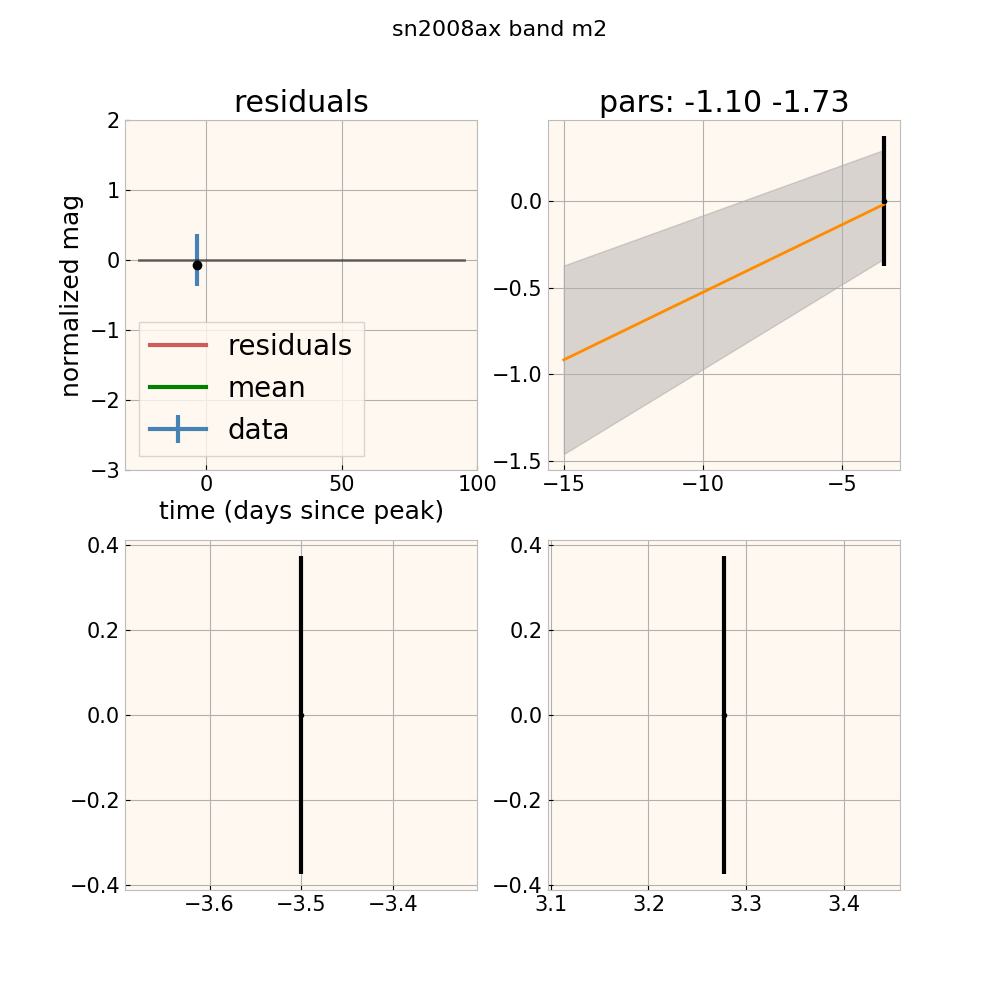 sn2008ax band m2
residuals
pars: -1.10 -1.73
normalized mag
2
1
0
−1
−2
−3
residuals
mean
data
0 50 100
time (days since peak)
0.0
−0.5
−1.0
−1.5
−15 −10 −5
0.4
0.2
0.0
−0.2
−0.4
−3.6 −3.5 −3.4
0.4
0.2
0.0
−0.2
−0.4
3.1 3.2 3.3 3.4